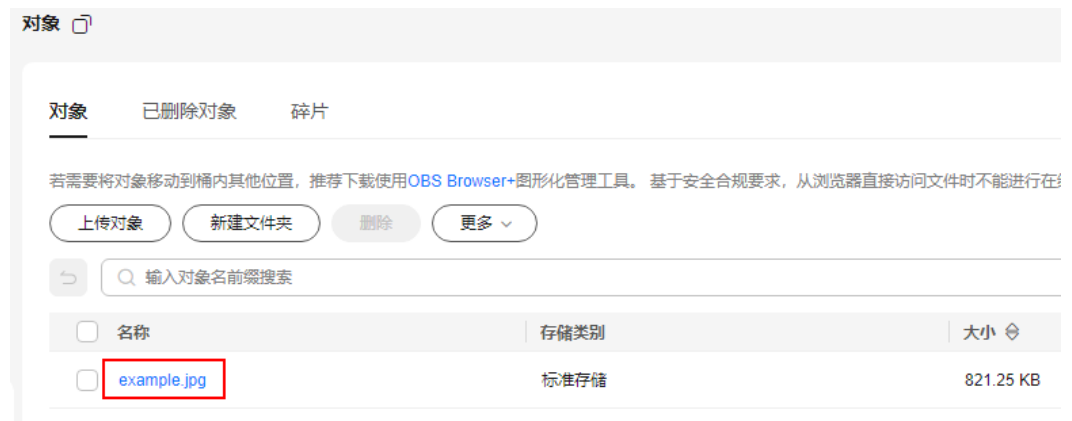 对象
对象 已删除对象 碎片
若需要将对象移动到桶内其他位置，推荐下载使用OBS Browser+图形化管理工具。 基于安全合规要求，从浏览器直接访问文件时不能进行在
上传对象 新建文件夹 删除 更多
输入对象名前缀搜索
名称 存储类别 大小
example.jpg 标准存储 821.25 KB